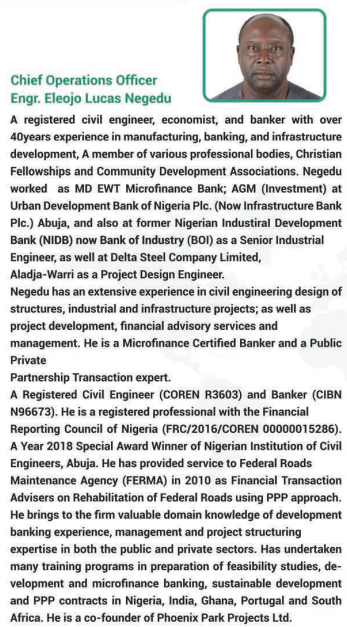 Chief Operations Officer
Engr. Eleojo Lucas Negedu
A registered civil engineer, economist, and banker with over
40years experience in manufacturing, banking, and infrastructure
development, A member of various professional bodies, Christian
Fellowships and Community Development Associations. Negedu
worked as MD EWT Microfinance Bank; AGM (Investment) at
Urban Development Bank of Nigeria Plc. (Now Infrastructure Bank
Plc.) Abuja, and also at former Nigerian Industiral Development
Bank (NIDB) now Bank of Industry (BOI) as a Senior Industrial
Engineer, as well at Delta Steel Company Limited,
Aladja-Warri as a Project Design Engineer.
Negedu has an extensive experience in civil engineering design of
structures, industrial and infrastructure projects; as well as
project development, financial advisory services and
management. He is a Microfinance Certified Banker and a Public
Private
Partnership Transaction expert.
A Registered Civil Engineer (COREN R3603) and Banker (CIBN
N96673). He is a registered professional with the Financial
Reporting Council of Nigeria (FRC/2016/COREN 00000015286).
A Year 2018 Special Award Winner of Nigerian Institution of Civil
Engineers, Abuja. He has provided service to Federal Roads
Maintenance Agency (FERMA) in 2010 as Financial Transaction
Advisers on Rehabilitation of Federal Roads using PPP approach.
He brings to the firm valuable domain knowledge of development
banking experience, management and project structuring
expertise in both the public and private sectors. Has undertaken
many training programs in preparation of feasibility studies, de-
velopment and microfinance banking, sustainable development
and PPP contracts in Nigeria, India, Ghana, Portugal and South
Africa. He is a co-founder of Phoenix Park Projects Ltd.